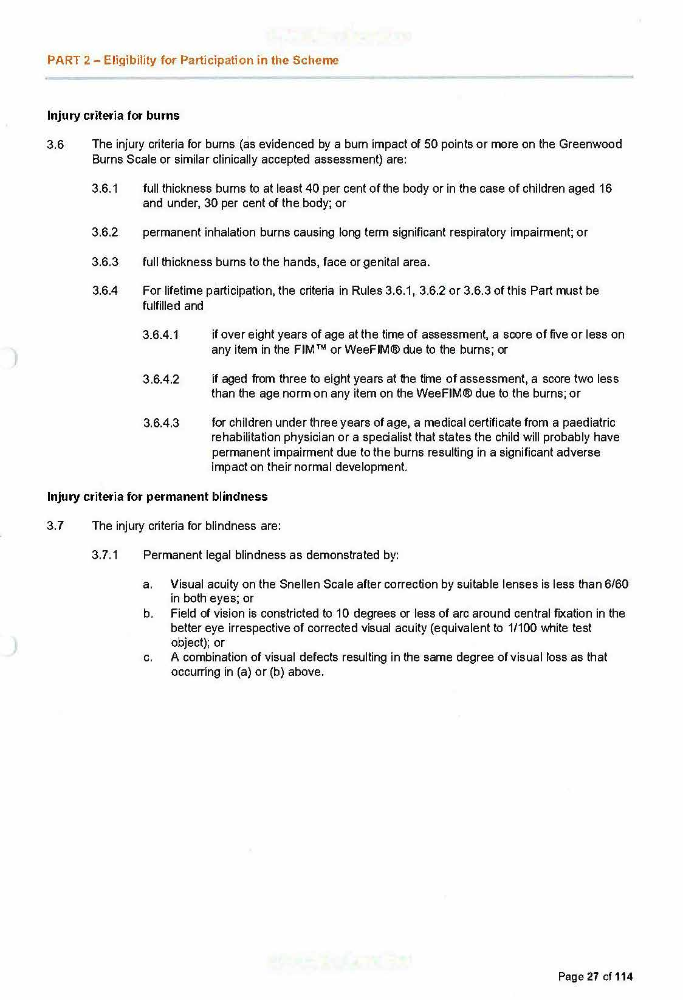 PART 2 – Eligibility for Participation in the Scheme
Injury criteria for burns
3.6 The injury criteria for burns (as evidenced by a burn impact of 50 points or more on the Greenwood
Burns Scale or similar clinically accepted assessment) are:
3.6.1 full thickness burns to at least 40 per cent of the body or in the case of children aged 16
and under, 30 per cent of the body; or
3.6.2 permanent inhalation burns causing long term significant respiratory impairment; or
3.6.3 full thickness burns to the hands, face or genital area.
3.6.4 For lifetime participation, the criteria in Rules 3.6.1, 3.6.2 or 3.6.3 of this Part must be
fulfilled and
3.6.4.1 if over eight years of age at the time of assessment, a score of five or less on
any item in the FIM™ or WeeFIM® due to the burns; or
3.6.4.2 if aged from three to eight years at the time of assessment, a score two less
than the age norm on any item on the WeeFIM® due to the burns; or
3.6.4.3 for children under three years of age, a medical certificate from a paediatric
rehabilitation physician or a specialist that states the child will probably have
permanent impairment due to the burns resulting in a significant adverse
impact on their normal development.
Injury criteria for permanent blindness
3.7 The injury criteria for blindness are:
3.7.1 Permanent legal blindness as demonstrated by:
a. Visual acuity on the Snellen Scale after correction by suitable lenses is less than 6/60
in both eyes; or
b. Field of vision is constricted to 10 degrees or less of arc around central fixation in the
better eye irrespective of corrected visual acuity (equivalent to 1/100 white test
object); or
c. A combination of visual defects resulting in the same degree of visual loss as that
occurring in (a) or (b) above.
Page 27 of 114